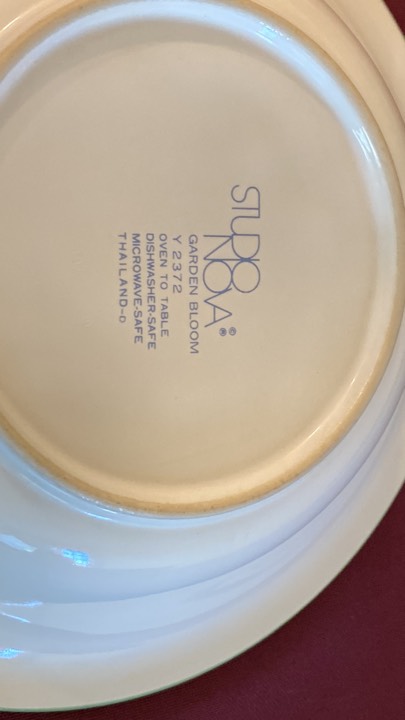 STUDIO
NOVA®©
GARDEN BLOOM
Y 2372
OVEN TO TABLE
DISHWASHER-SAFE
MICROWAVE-SAFE
THAILAND-D